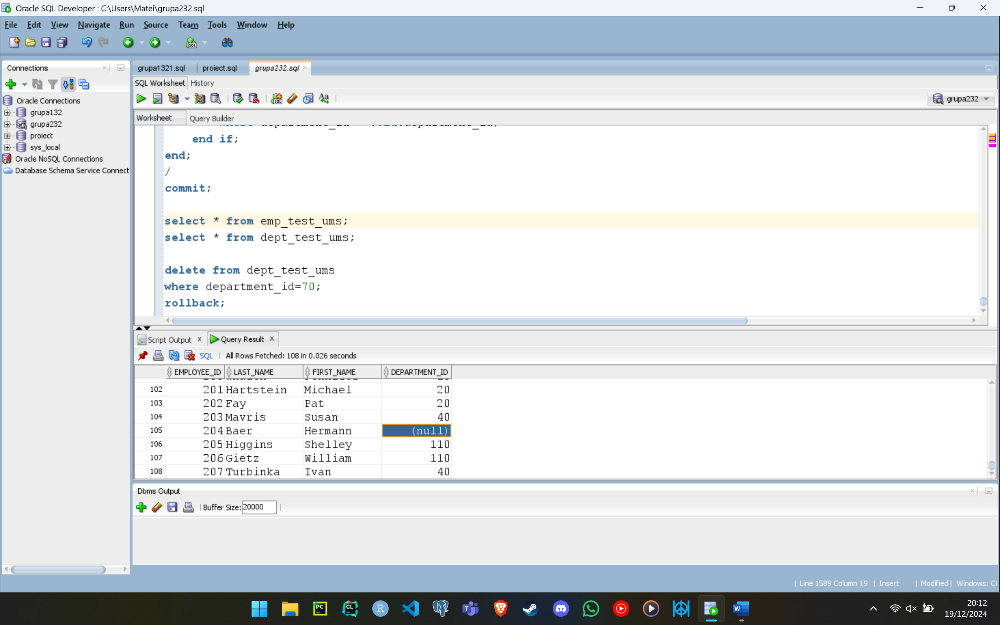 Oracle SQL Developer : C:\Users\Matei\grupa232.sql
File Edit View Navigate Run Source Team Tools Window Help
Connections
grupa1321.sql proiect.sql grupa232.sql
SQL Worksheet History
grupa232
Oracle Connections
grupa132
grupa232
proiect
sys_local
Oracle NoSQL Connections
Database Schema Service Connect
Worksheet Query Builder
end if;
end;
/
commit;
select * from emp_test_ums;
select * from dept_test_ums;
delete from dept_test_ums
where department_id=70;
rollback;
Script Output Query Result
SQL All Rows Fetched: 108 in 0.026 seconds
EMPLOYEE_ID LAST_NAME FIRST_NAME DEPARTMENT_ID
102 201 Hartstein Michael 20
103 202 Fay Pat 20
104 203 Mavris Susan 40
105 204 Baer Hermann (null)
106 205 Higgins Shelley 110
107 206 Gietz William 110
108 207 Turbinka Ivan 40
Dbms Output
Buffer Size: 20000
| Line 1589 Column 19 | Insert | Modified | Windows: Cl
20:12
19/12/2024